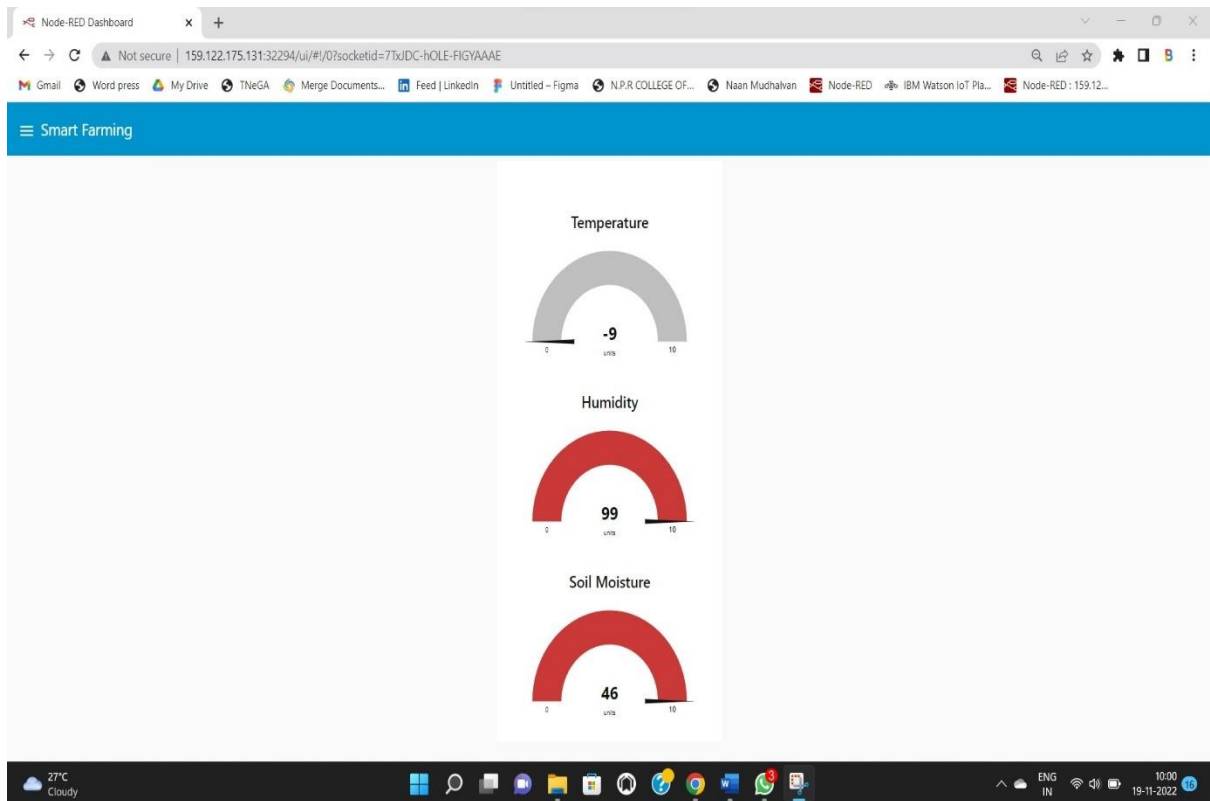 Node-RED Dashboard
Not secure | 159.122.175.131:32294/ui/#!/0?socketid=7TxJDC-hOLE-FIGYAAAE
Gmail Word press My Drive TNeGA Merge Documents... Feed | LinkedIn Untitled – Figma N.P.R COLLEGE OF... Naan Mudhalvan Node-RED IBM Watson IoT Pla... Node-RED : 159.12...
Smart Farming
Temperature
-9
units
0 10
Humidity
99
units
0 10
Soil Moisture
46
units
0 10
27°C
Cloudy
3
ENG
IN
10:00
19-11-2022
16